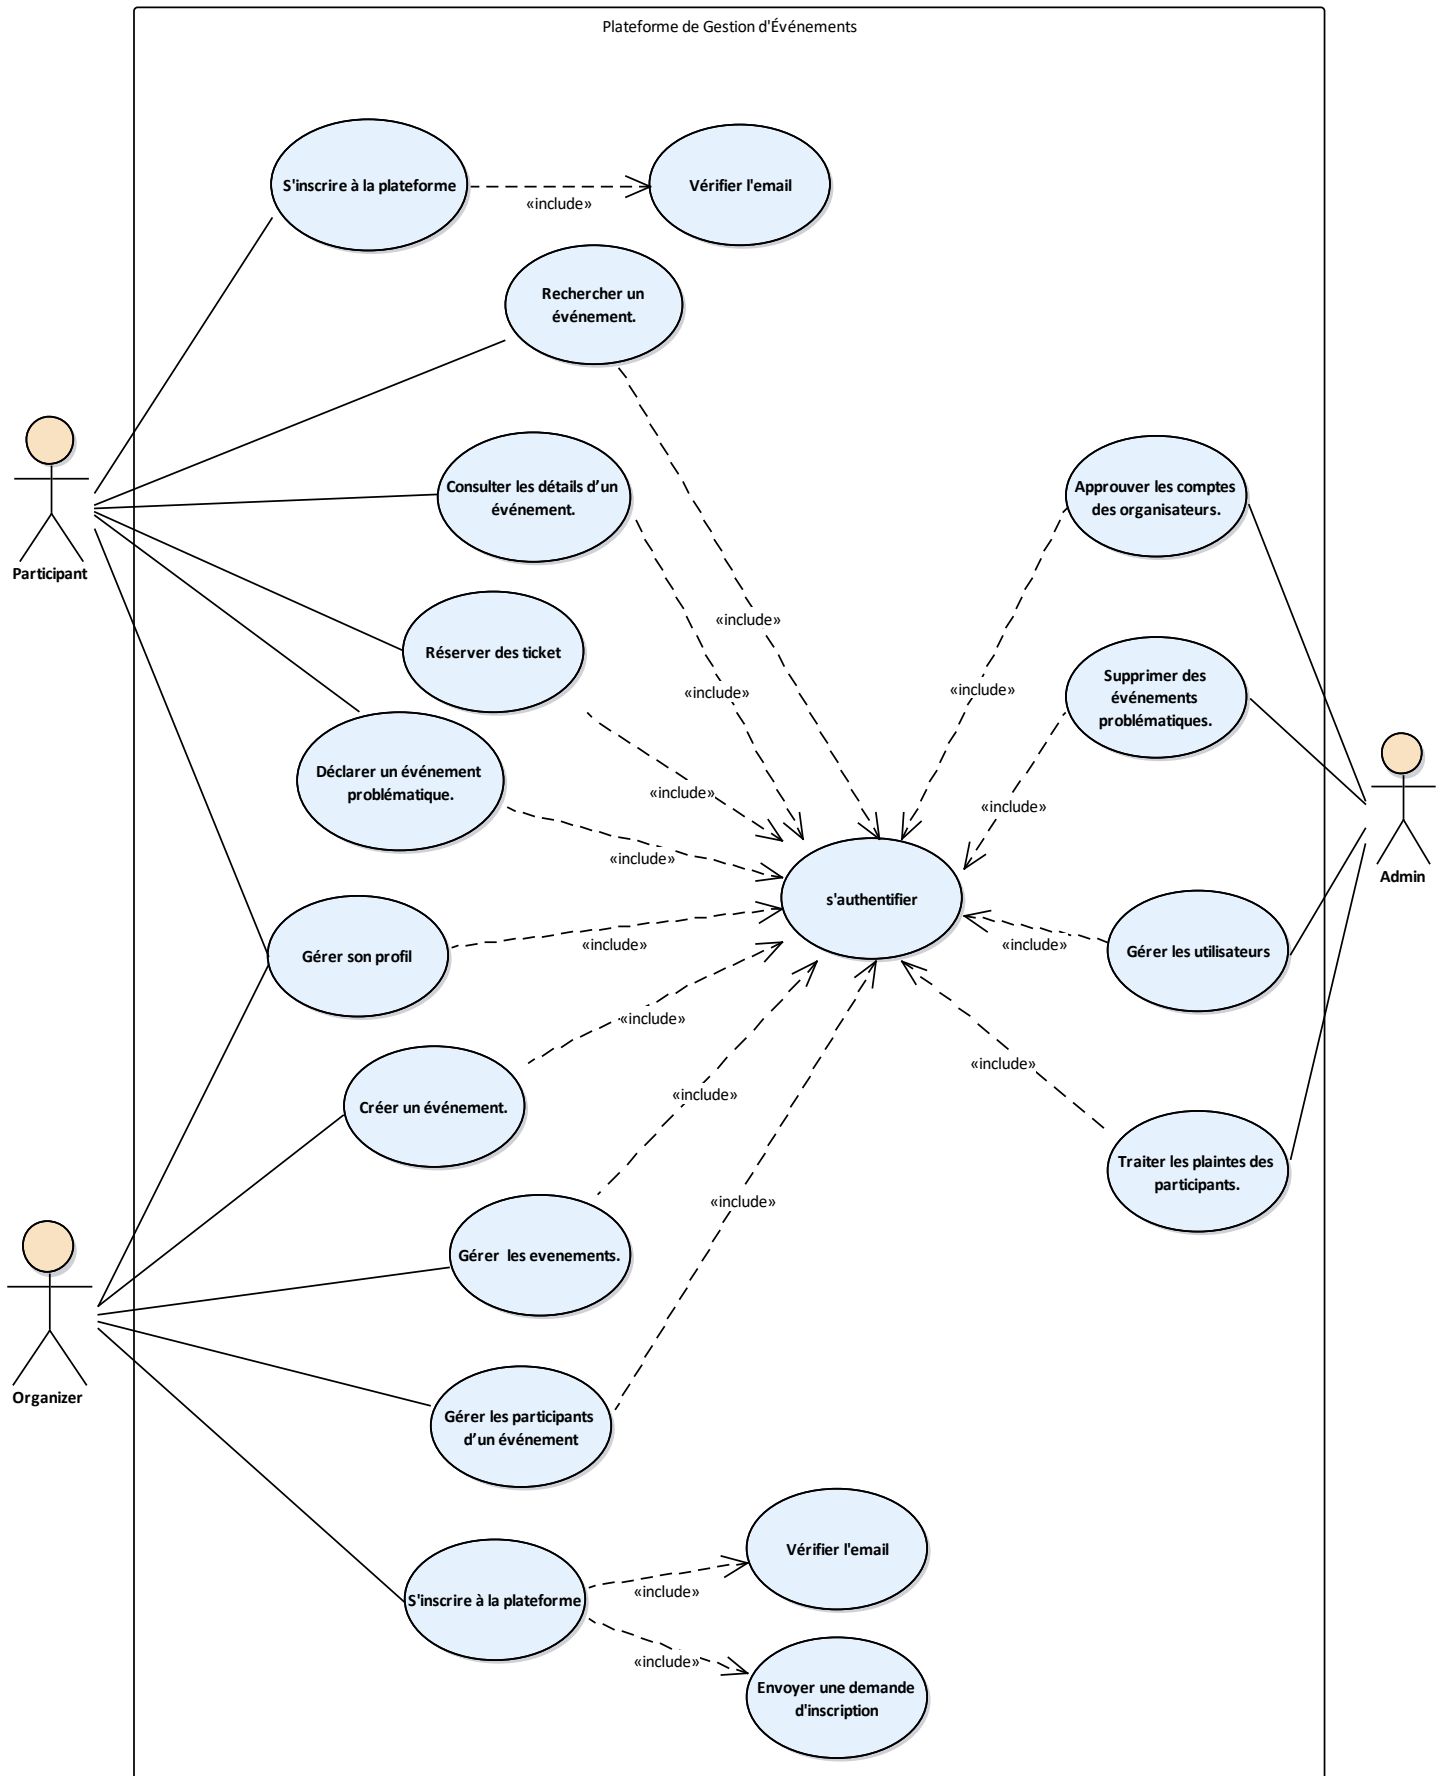 Plateforme de Gestion d'Événements
S'inscrire à la plateforme
«include»
Vérifier l'email
Rechercher un
événement.
Consulter les détails d’un
événement.
Approuver les comptes
des organisateurs.
Participant
«include»
Réserver des ticket
«include»
«include»
Supprimer des
événements
problématiques.
Déclarer un événement
problématique.
«include»
«include»
«include»
s'authentifier
Admin
Gérer son profil
«include»
«include»
Gérer les utilisateurs
«include»
Créer un événement.
«include»
«include»
Traiter les plaintes des
participants.
«include»
Gérer  les evenements.
Organizer
Gérer les participants
d’un événement
S'inscrire à la plateforme
«include»
Vérifier l'email
«include»
Envoyer une demande
d'inscription